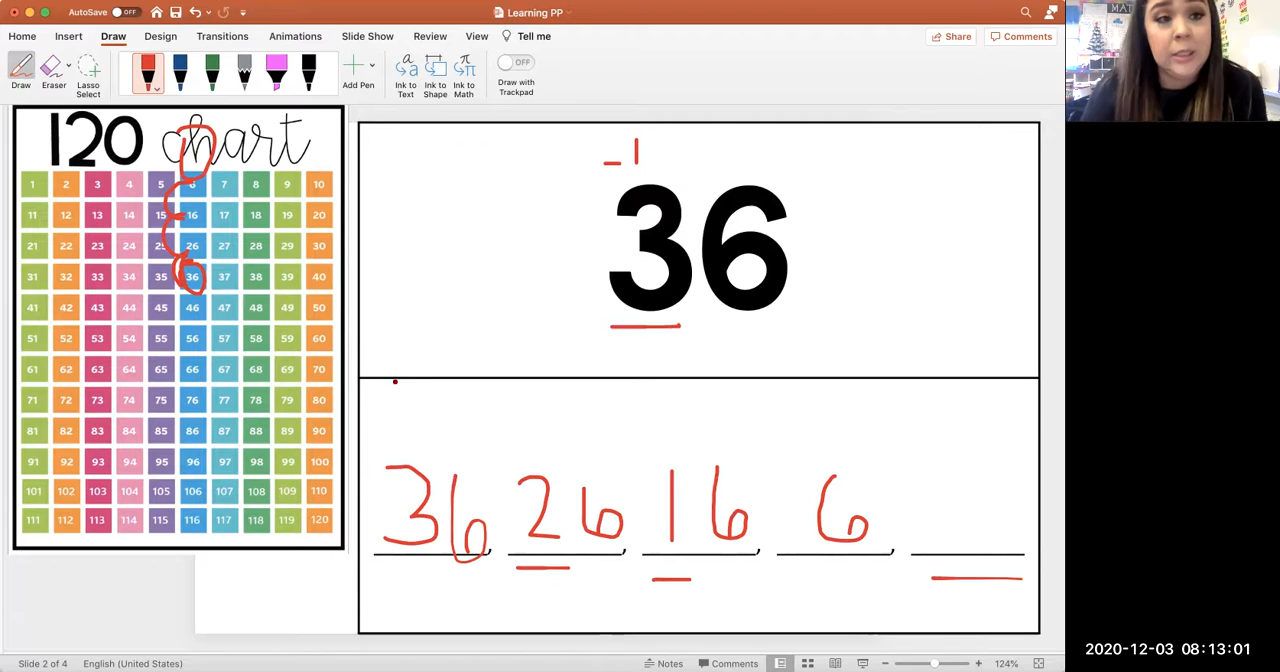 AutoSave OFF
Learning PP
Home Insert Draw Design Transitions Animations Slide Show Review View Tell me
Share Comments
Draw Eraser Lasso Select Add Pen Ink to Text Ink to Shape Ink to Math OFF Draw with Trackpad
MAT
120 chart
1 2 3 4 5 6 7 8 9 10
11 12 13 14 15 16 17 18 19 20
21 22 23 24 25 26 27 28 29 30
31 32 33 34 35 36 37 38 39 40
41 42 43 44 45 46 47 48 49 50
51 52 53 54 55 56 57 58 59 60
61 62 63 64 65 66 67 68 69 70
71 72 73 74 75 76 77 78 79 80
81 82 83 84 85 86 87 88 89 90
91 92 93 94 95 96 97 98 99 100
101 102 103 104 105 106 107 108 109 110
111 112 113 114 115 116 117 118 119 120
-1
36
36, 26, 16, 6,
2020-12-03 08:13:01
Slide 2 of 4 English (United States) Notes Comments 124%